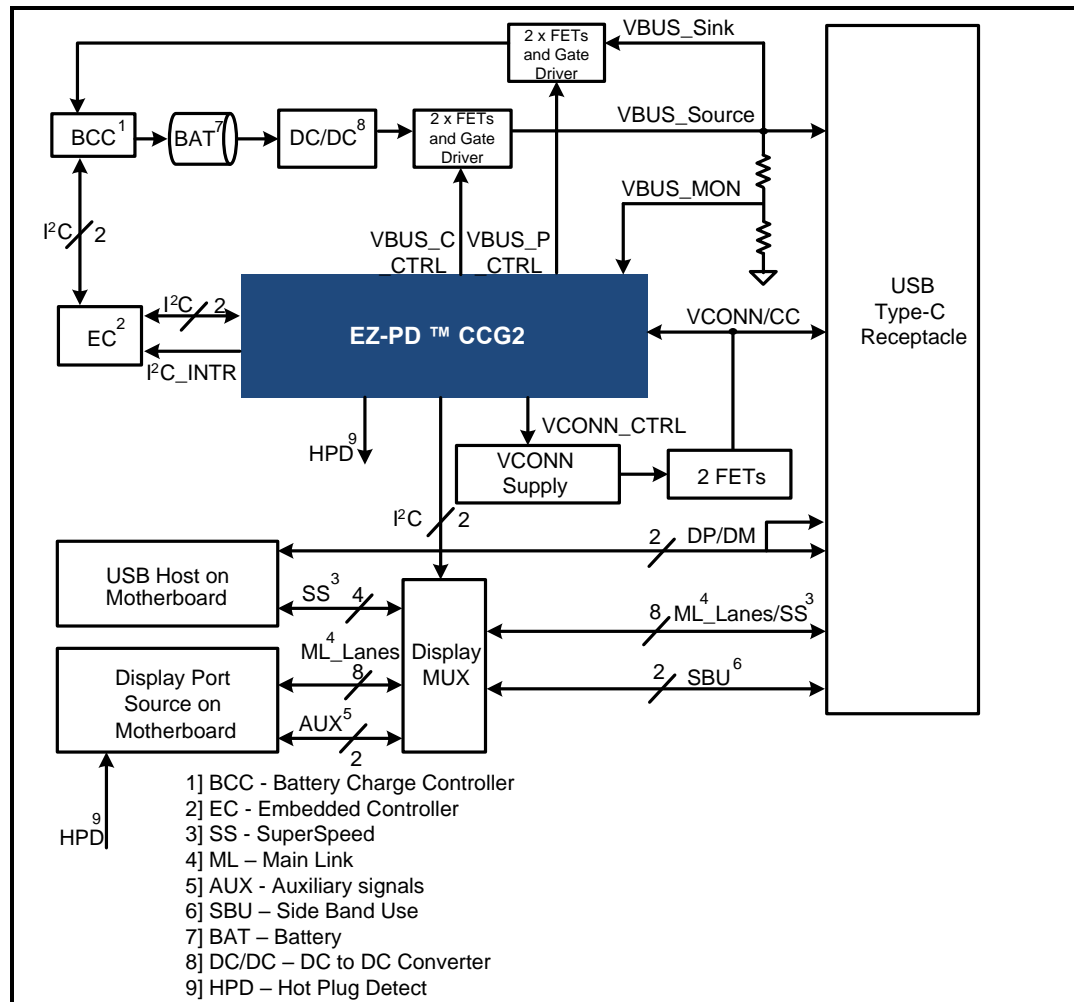 2 x FETs
and Gate
Driver
VBUS_Sink
BCC1
BAT7
DC/DC8
2 x FETs
and Gate
Driver
VBUS_Source
VBUS_MON
I2C
2
VBUS_C
_CTRL
VBUS_P
_CTRL
USB
Type-C
Receptacle
EC2
I2C
2
I2C_INTR
EZ-PD ™ CCG2
VCONN/CC
HPD9
VCONN_CTRL
VCONN
Supply
2 FETs
I2C
2
2
DP/DM
USB Host on
Motherboard
SS3
4
ML_Lanes4
8
Display
MUX
8
ML4_Lanes/SS3
Display Port
Source on
Motherboard
2
SBU6
AUX5
2
HPD9
1] BCC - Battery Charge Controller
2] EC - Embedded Controller
3] SS - SuperSpeed
4] ML – Main Link
5] AUX - Auxiliary signals
6] SBU – Side Band Use
7] BAT – Battery
8] DC/DC – DC to DC Converter
9] HPD – Hot Plug Detect